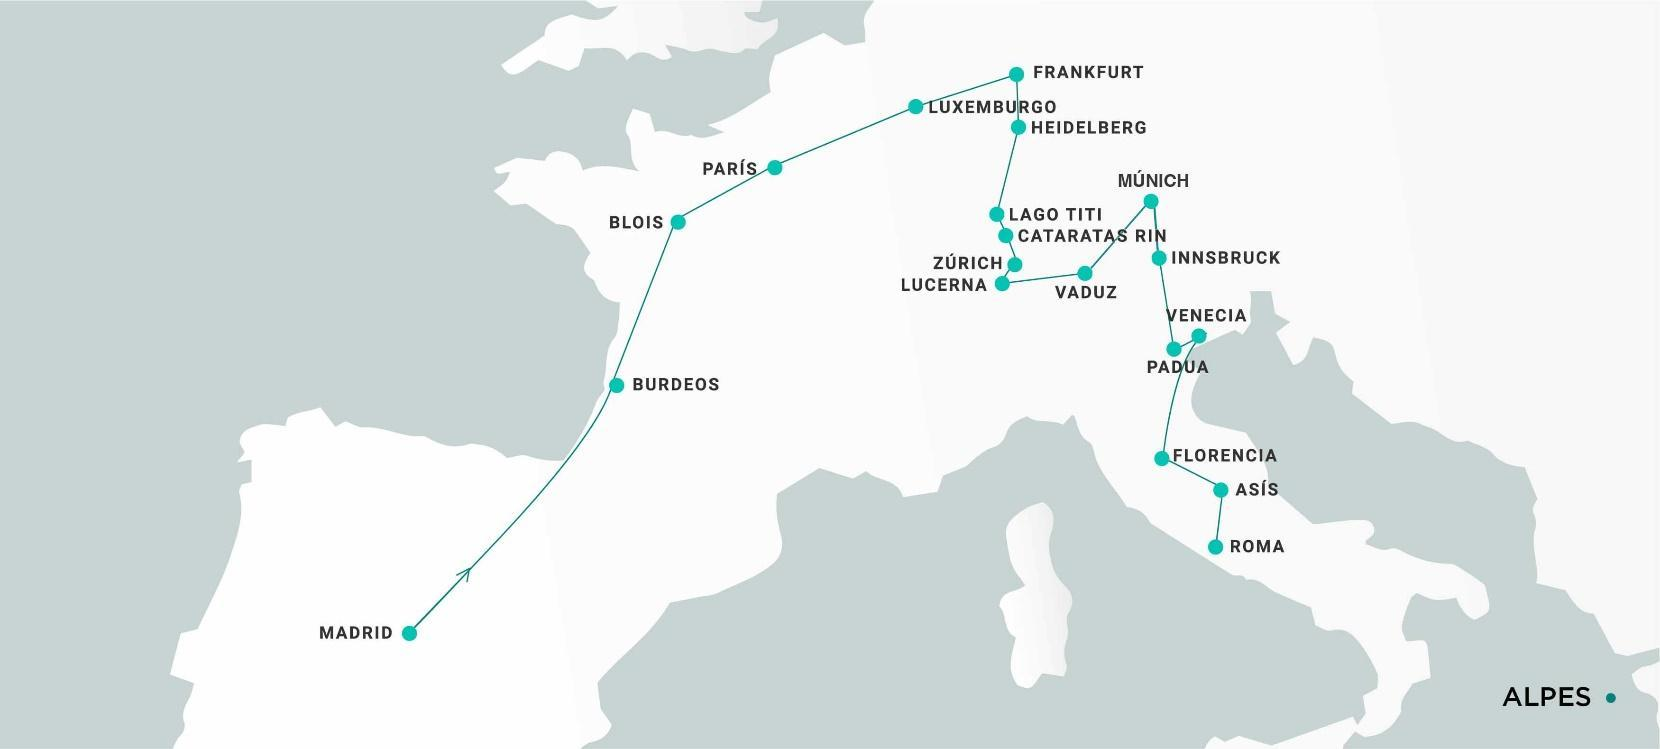 FRANKFURT
LUXEMBURGO
HEIDELBERG
PARÍS
MÚNICH
LAGO TITI
BLOIS
CATARATAS RIN
INNSBRUCK
ZÚRICH
LUCERNA
VADUZ
VENECIA
PADUA
BURDEOS
FLORENCIA
ASÍS
ROMA
MADRID
ALPES